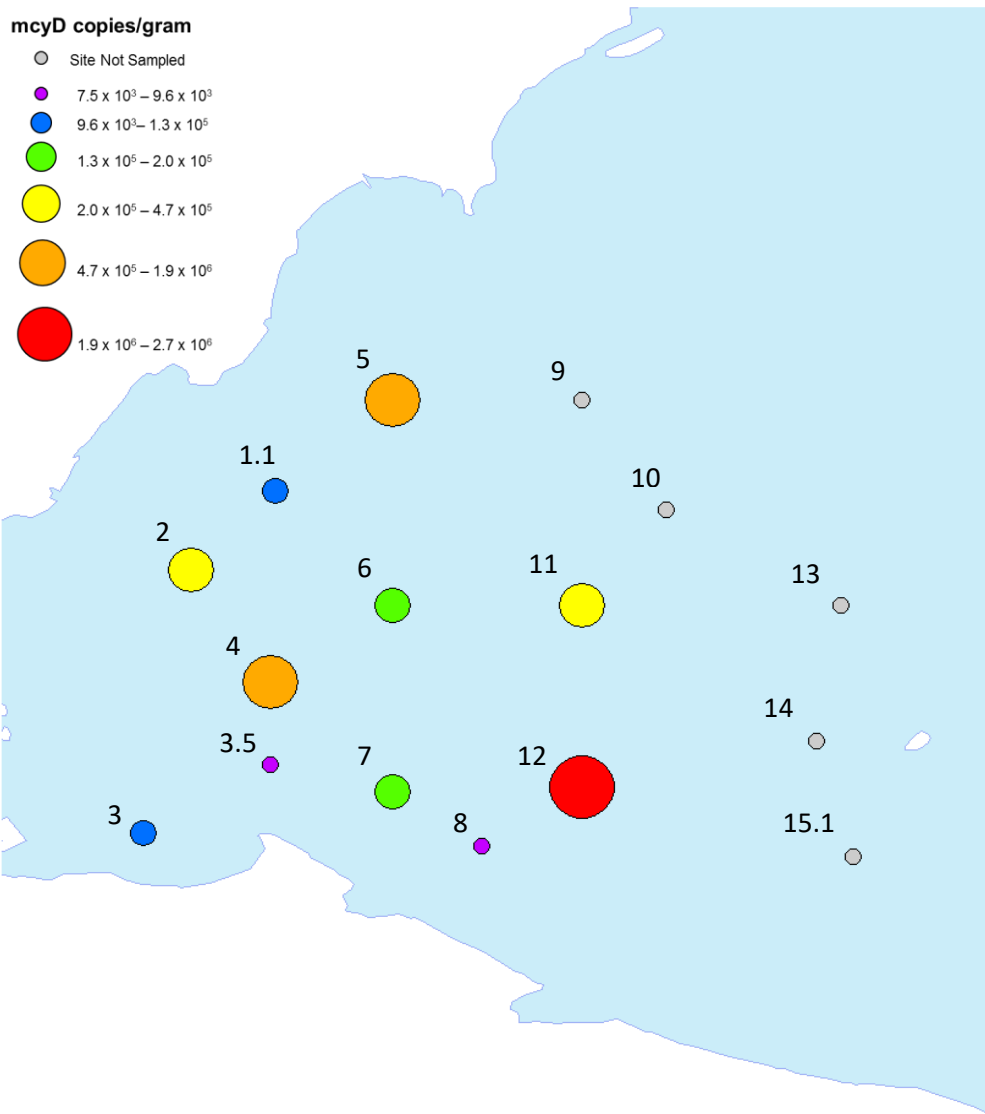 mcyD copies/gram
Site Not Sampled
7.5 x 10³ – 9.6 x 10³
9.6 x 10³– 1.3 x 10⁵
1.3 x 10⁵ – 2.0 x 10⁵
2.0 x 10⁵ – 4.7 x 10⁵
4.7 x 10⁵ – 1.9 x 10⁶
1.9 x 10⁶ – 2.7 x 10⁶
5
9
1.1
10
2
6
11
13
4
14
3.5
7
12
3
8
15.1